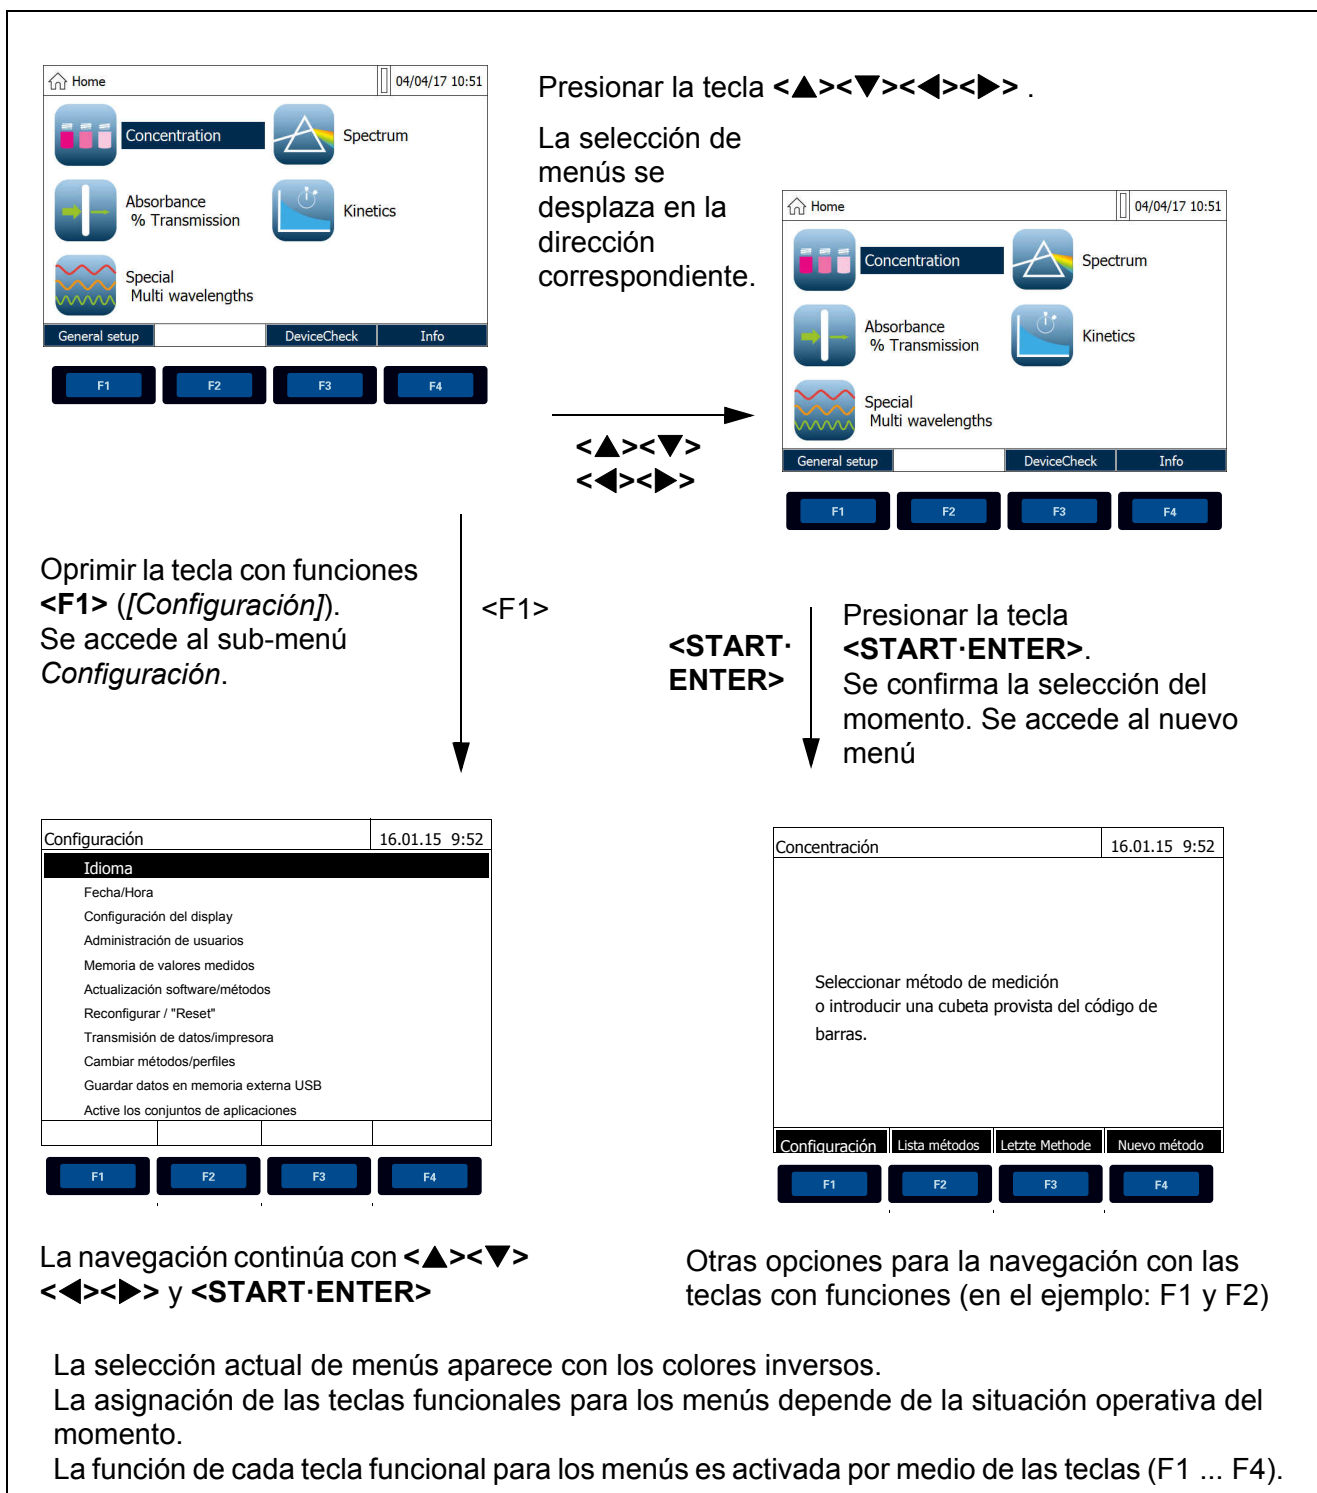 Home
04/04/17 10:51
Concentration
Spectrum
Absorbance
% Transmission
Kinetics
Special
Multi wavelengths
General setup
DeviceCheck
Info
F1
F2
F3
F4
Presionar la tecla <▲><▼><◀><▶> .
La selección de
menús se
desplaza en la
dirección
correspondiente.
<▲><▼>
<◀><▶>
Home
04/04/17 10:51
Concentration
Spectrum
Absorbance
% Transmission
Kinetics
Special
Multi wavelengths
General setup
DeviceCheck
Info
F1
F2
F3
F4
Oprimir la tecla con funciones
<F1> ([Configuración]).
Se accede al sub-menú
Configuración.
<F1>
<START·
ENTER>
Presionar la tecla
<START·ENTER>.
Se confirma la selección del
momento. Se accede al nuevo
menú
Configuración
16.01.15 9:52
Idioma
Fecha/Hora
Configuración del display
Administración de usuarios
Memoria de valores medidos
Actualización software/métodos
Reconfigurar / "Reset"
Transmisión de datos/impresora
Cambiar métodos/perfiles
Guardar datos en memoria externa USB
Active los conjuntos de aplicaciones
F1
F2
F3
F4
Concentración
16.01.15 9:52
Seleccionar método de medición
o introducir una cubeta provista del código de
barras.
Configuración
Lista métodos
Letzte Methode
Nuevo método
F1
F2
F3
F4
La navegación continúa con <▲><▼>
<◀><▶> y <START·ENTER>
Otras opciones para la navegación con las
teclas con funciones (en el ejemplo: F1 y F2)
La selección actual de menús aparece con los colores inversos.
La asignación de las teclas funcionales para los menús depende de la situación operativa del
momento.
La función de cada tecla funcional para los menús es activada por medio de las teclas (F1 ... F4).